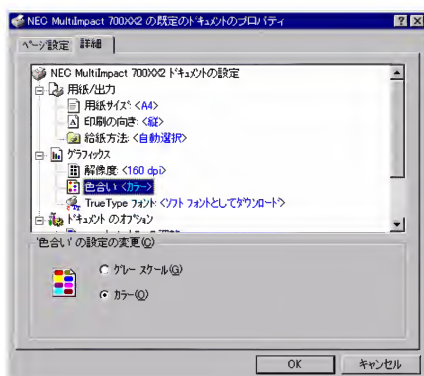 NEC MultiImpact 700XX2 の既定のﾄﾞｷｭﾒﾝﾄのプロパティ
ﾍﾟｰｼﾞ設定 詳細
NEC MultiImpact 700XX2 ﾄﾞｷｭﾒﾝﾄの設定
用紙/出力
用紙ｻｲｽﾞ: <A4>
印刷の向き: <縦>
給紙方法: <自動選択>
ｸﾞﾗﾌｨｯｸｽ
解像度: <160 dpi>
色合い: <ｶﾗｰ>
TrueType ﾌｫﾝﾄ: <ｿﾌﾄ ﾌｫﾝﾄとしてﾀﾞｳﾝﾛｰﾄﾞ>
ﾄﾞｷｭﾒﾝﾄ のｵﾌﾟｼｮﾝ
'色合い' の設定の変更(C)
ｸﾞﾚｰ ｽｹｰﾙ(G)
ｶﾗｰ(O)
OK キャンセル